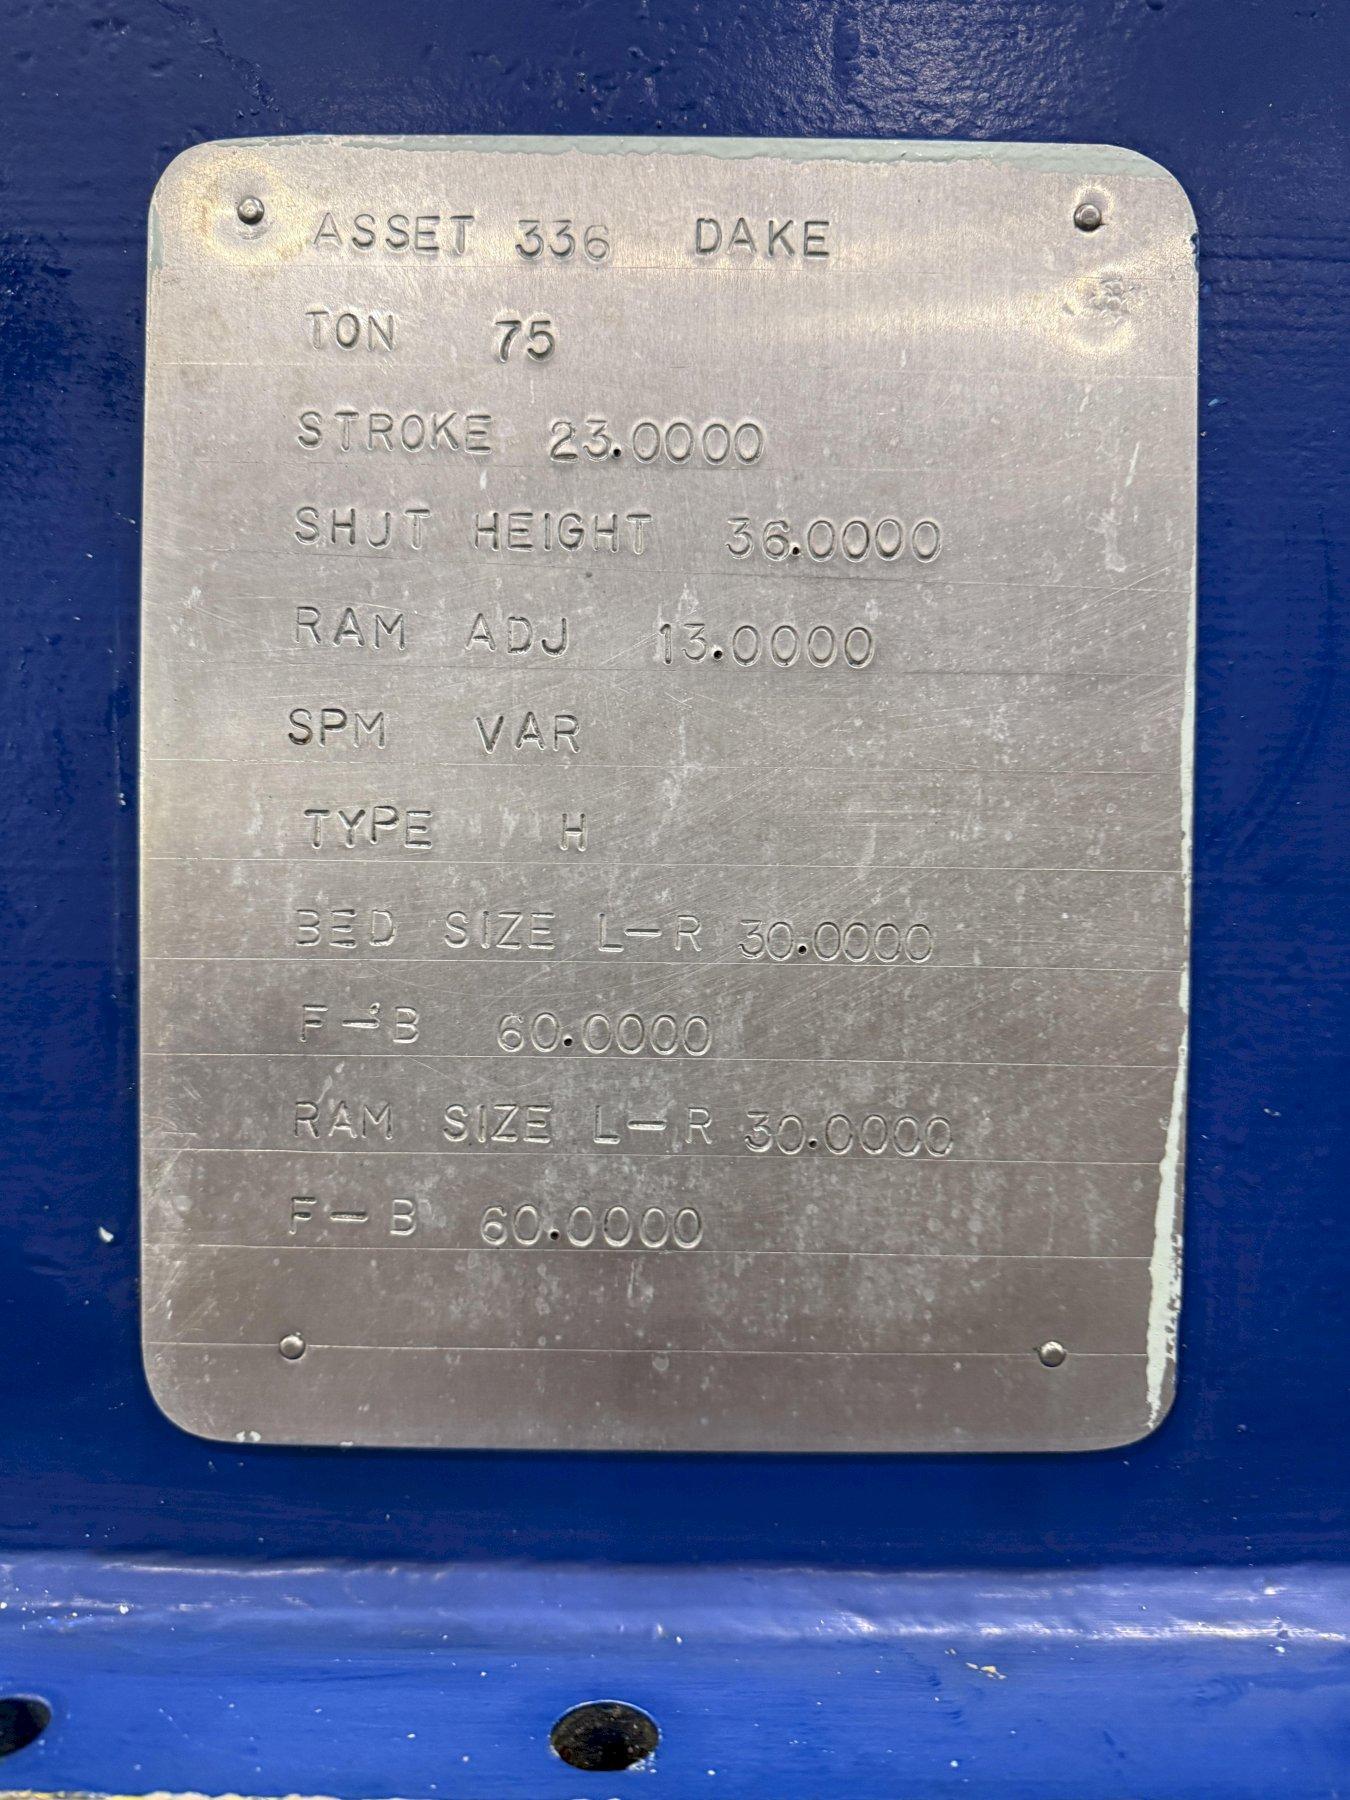 ASSET 336 DAKE
TON 75
STROKE 23.0000
SHUT HEIGHT 36.0000
RAM ADJ 13.0000
SPM VAR
TYPE H
BED SIZE L-R 30.0000
F-B 60.0000
RAM SIZE L-R 30.0000
F-B 60.0000